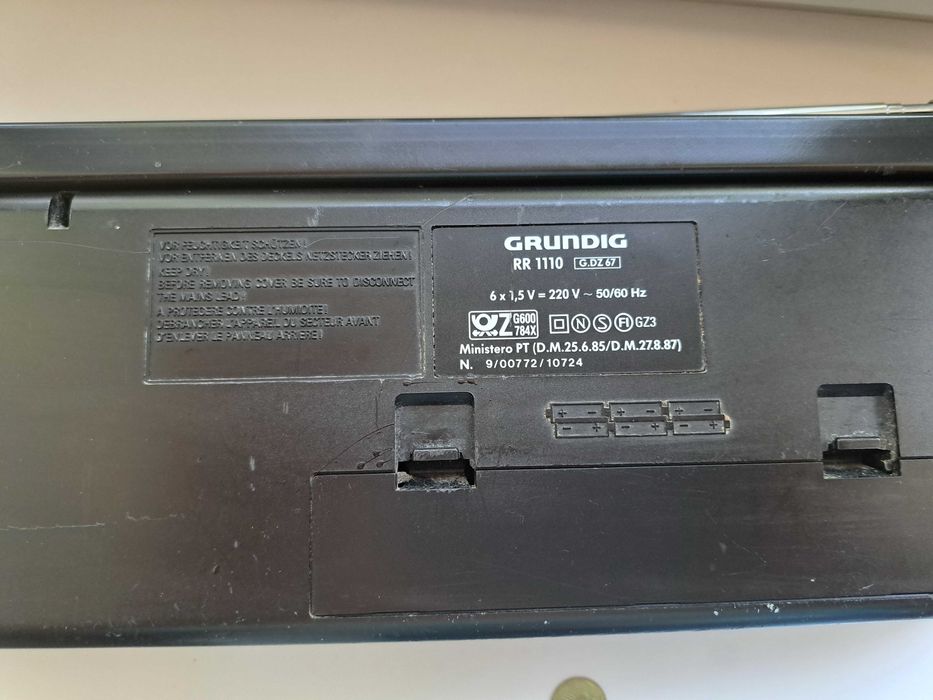 VOR FEUCHTIGKEIT SCHÜTZEN!
VOR ENTFERNEN DES DECKELS NETZSTECKER ZIEHEN!
KEEP DRY!
BEFORE REMOVING COVER BE SURE TO DISCONNECT
THE MAINS LEAD!
A PROTEGERE CONTRE L'HUMIDITE!
DEBRANCHER L'APPAREIL DU SECTEUR AVANT
D'ENLEVER LE PANNEAU ARRIERE!
GRUNDIG
RR 1110 G.DZ 67
6 x 1,5 V = 220 V ~ 50/60 Hz
Z G600
784X N S FI GZ3
Ministero PT (D.M.25.6.85/D.M.27.8.87)
N. 9/00772/10724
+ - + - + -
- + - + - +